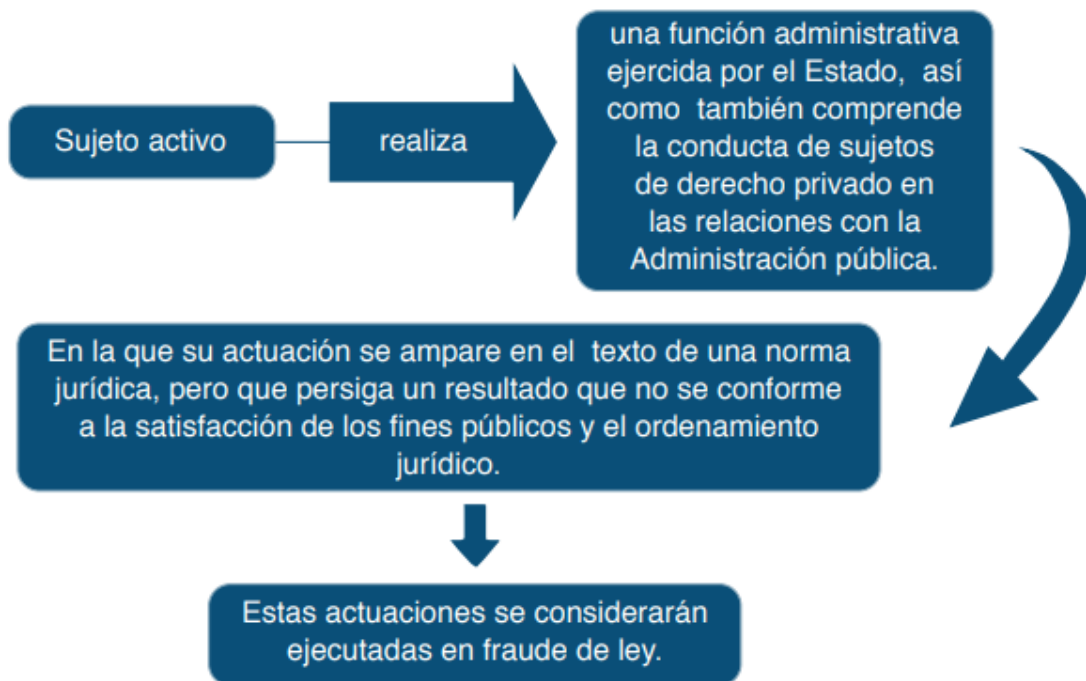 Sujeto activo
realiza
una función administrativa
ejercida por el Estado, así
como también comprende
la conducta de sujetos
de derecho privado en
las relaciones con la
Administración pública.
En la que su actuación se ampare en el texto de una norma
jurídica, pero que persiga un resultado que no se conforme
a la satisfacción de los fines públicos y el ordenamiento
jurídico.
Estas actuaciones se considerarán
ejecutadas en fraude de ley.